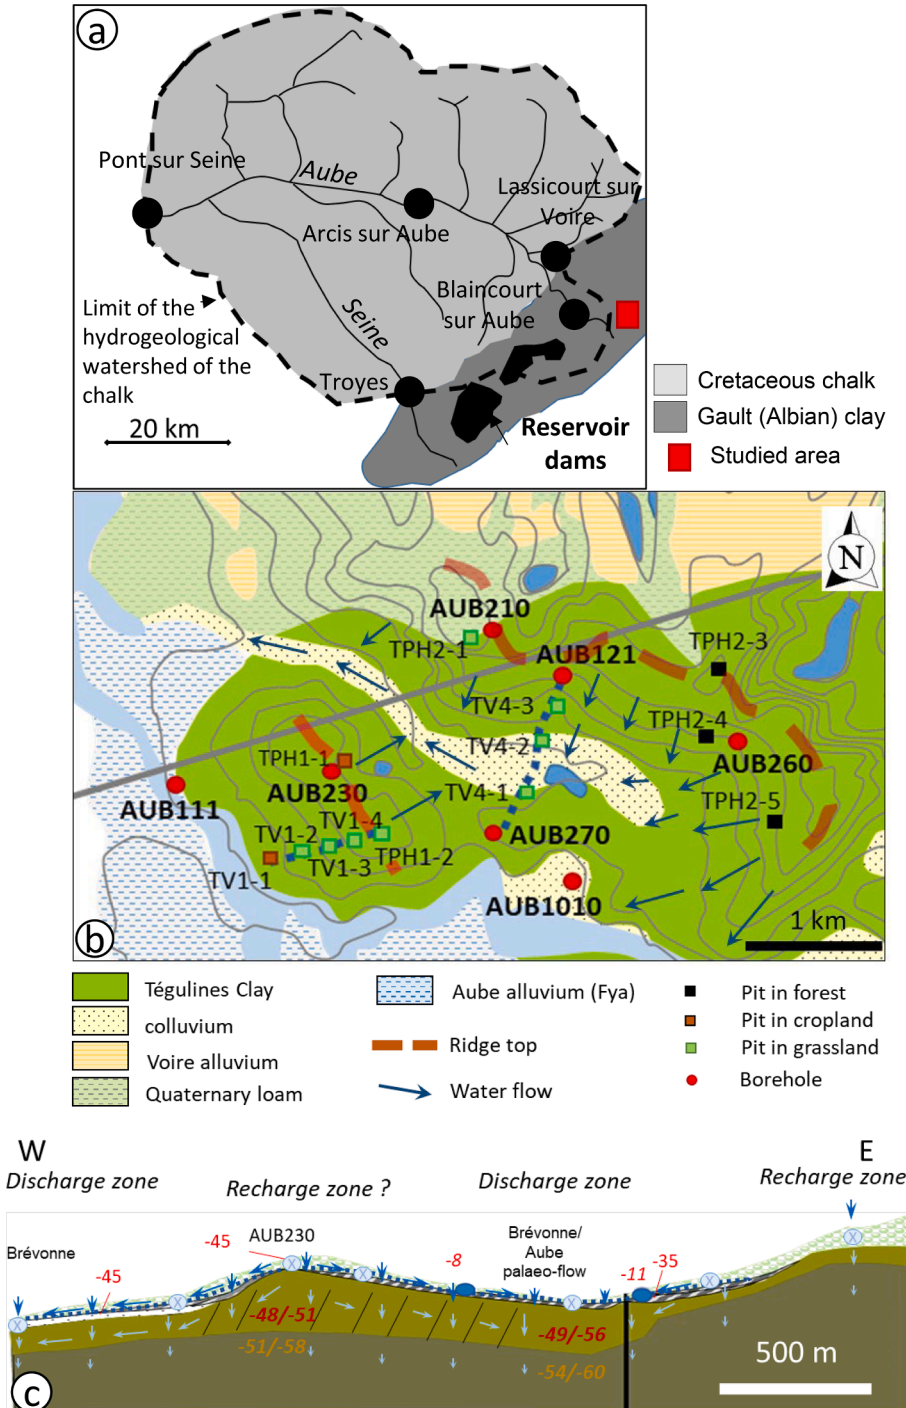 a
Pont sur Seine
Aube
Lassicourt sur
Voire
Arcis sur Aube
Blaincourt
sur Aube
Limit of the
hydrogeological
watershed of the
chalk
Seine
Troyes
20 km
Reservoir
dams
Cretaceous chalk
Gault (Albian) clay
Studied area
N
AUB210
TPH2-1
AUB121
TPH2-3
TV4-3
TPH2-4
TV4-2
TPH1-1
AUB260
AUB230
TV4-1
TPH2-5
AUB111
TV1-4
TV1-2
AUB270
TV1-3
TPH1-2
TV1-1
AUB1010
1 km
b
Tégulines Clay
colluvium
Voire alluvium
Quaternary loam
Aube alluvium (Fya)
Ridge top
Water flow
Pit in forest
Pit in cropland
Pit in grassland
Borehole
W
E
Discharge zone
Recharge zone ?
Discharge zone
Recharge zone
Brévonne
-45
-45
AUB230
-8
Brévonne/
Aube
palaeo-flow
-11
-35
X
X
X
X
X
X
X
-48/-51
-49/-56
-51/-58
-54/-60
500 m
c